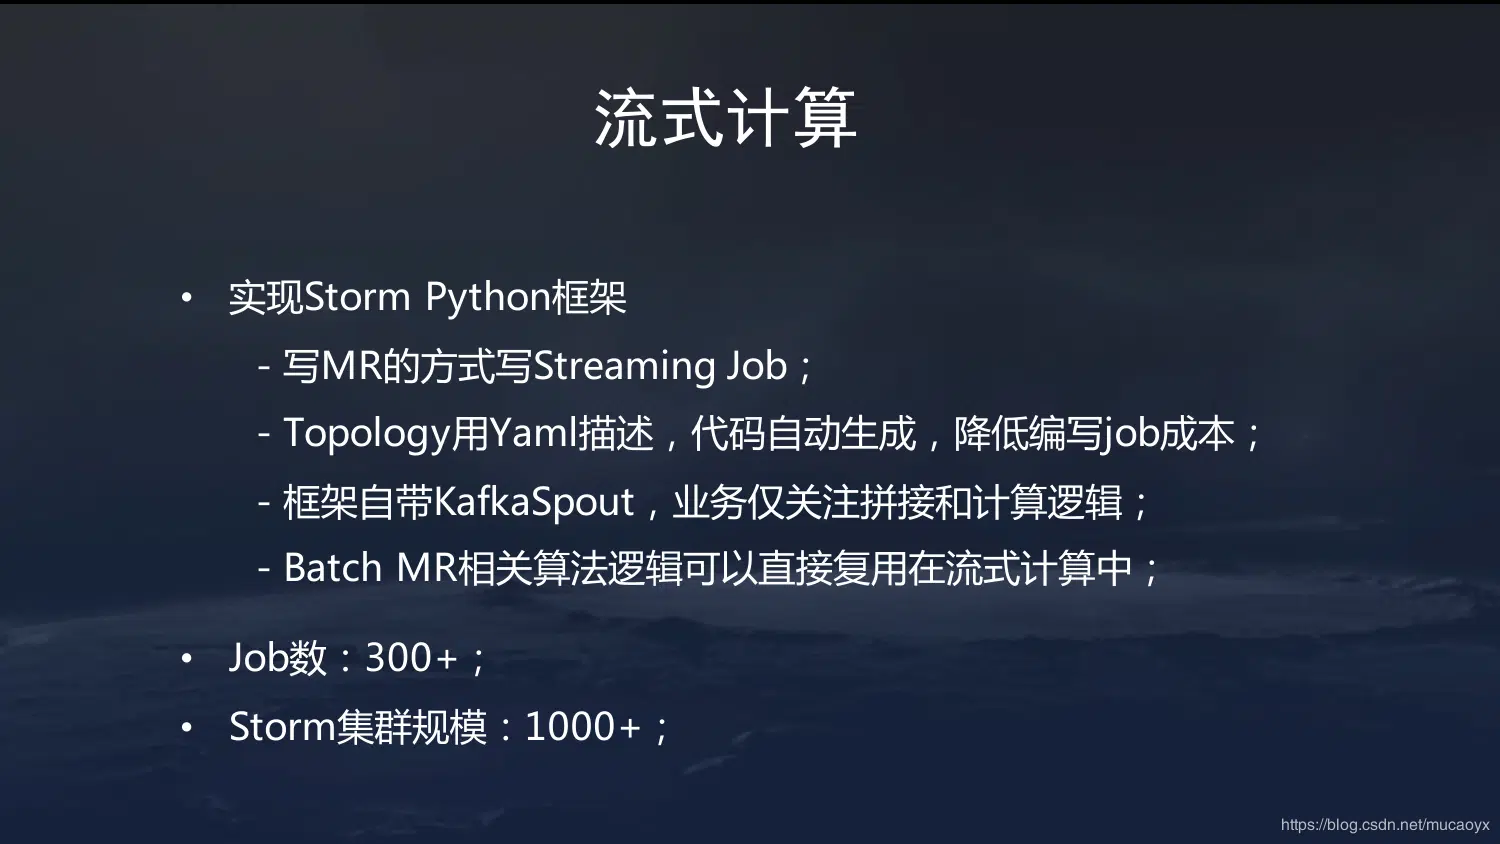 流式计算
• 实现Storm Python框架
- 写MR的方式写Streaming Job；
- Topology用Yaml描述，代码自动生成，降低编写job成本；
- 框架自带KafkaSpout，业务仅关注拼接和计算逻辑；
- Batch MR相关算法逻辑可以直接复用在流式计算中；
• Job数：300+；
• Storm集群规模：1000+；
https://blog.csdn.net/mucaoyx